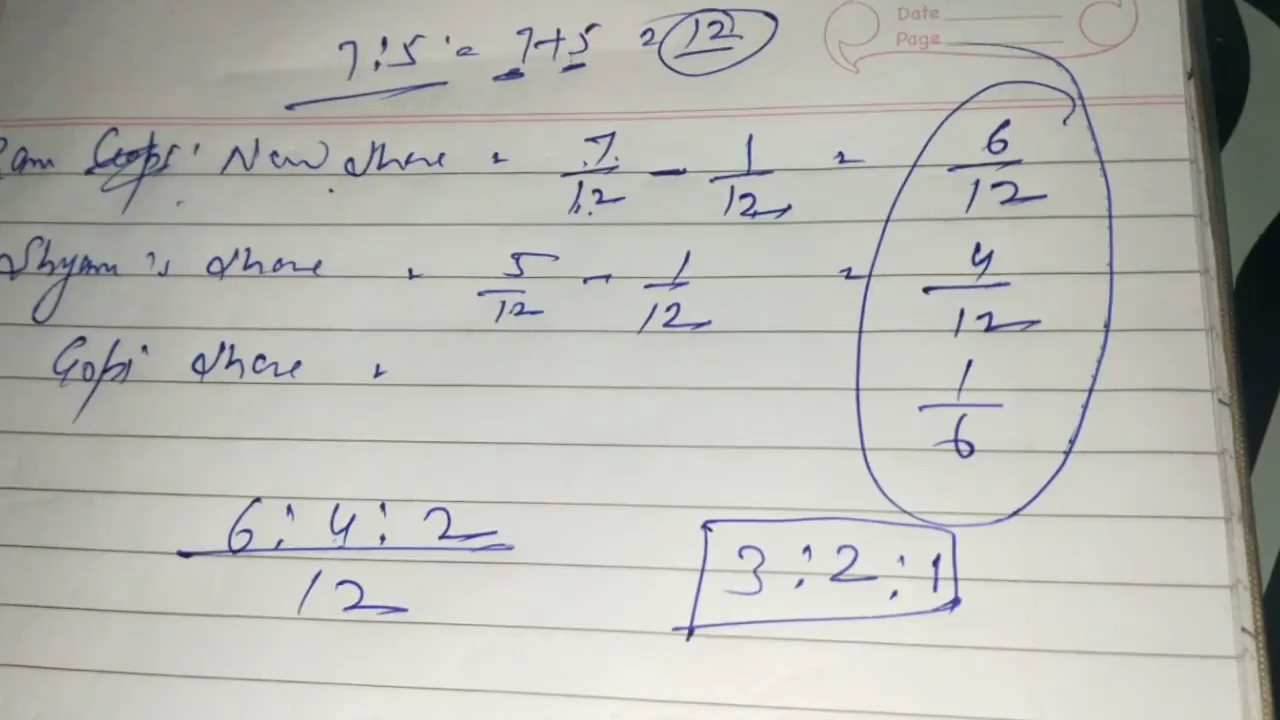 Date
Page
7:5 = 7+5 = 12
Ram Gopi New share = 7/12 - 1/12 = 6/12
Shyam's share = 5/12 - 1/12 = 4/12
Gopi share = 1/6
6:4:2/12
3:2:1